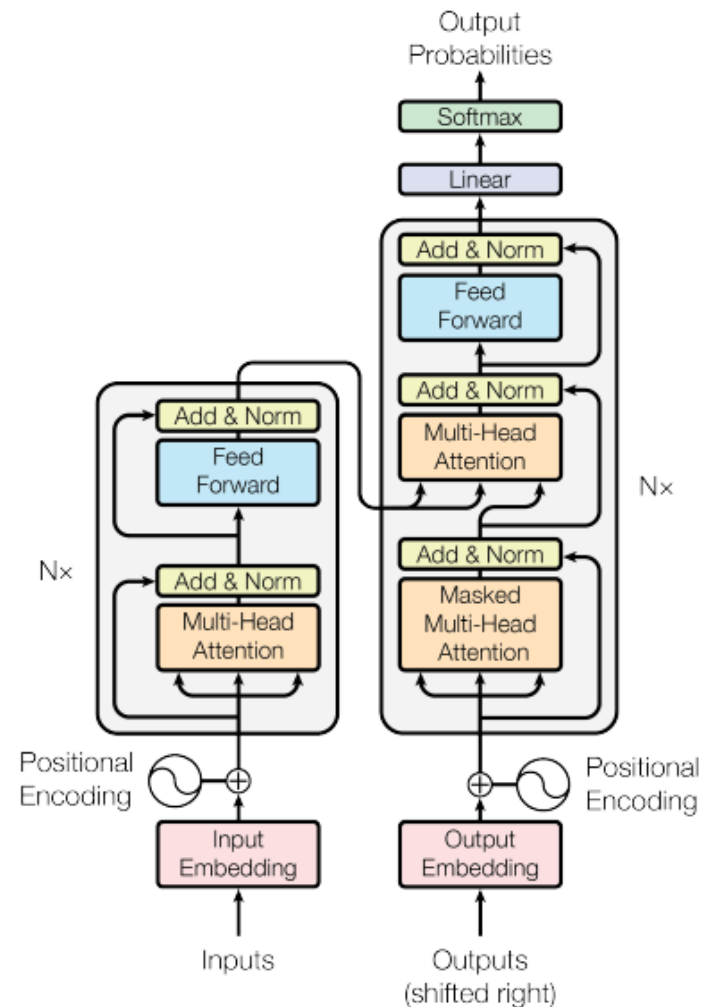 Output
Probabilities
Softmax
Linear
Add & Norm
Feed
Forward
Add & Norm
Multi-Head
Attention
Add & Norm
Masked
Multi-Head
Attention
N×
Add & Norm
Feed
Forward
Add & Norm
Multi-Head
Attention
N×
Positional
Encoding
Positional
Encoding
Input
Embedding
Output
Embedding
Inputs
Outputs
(shifted right)